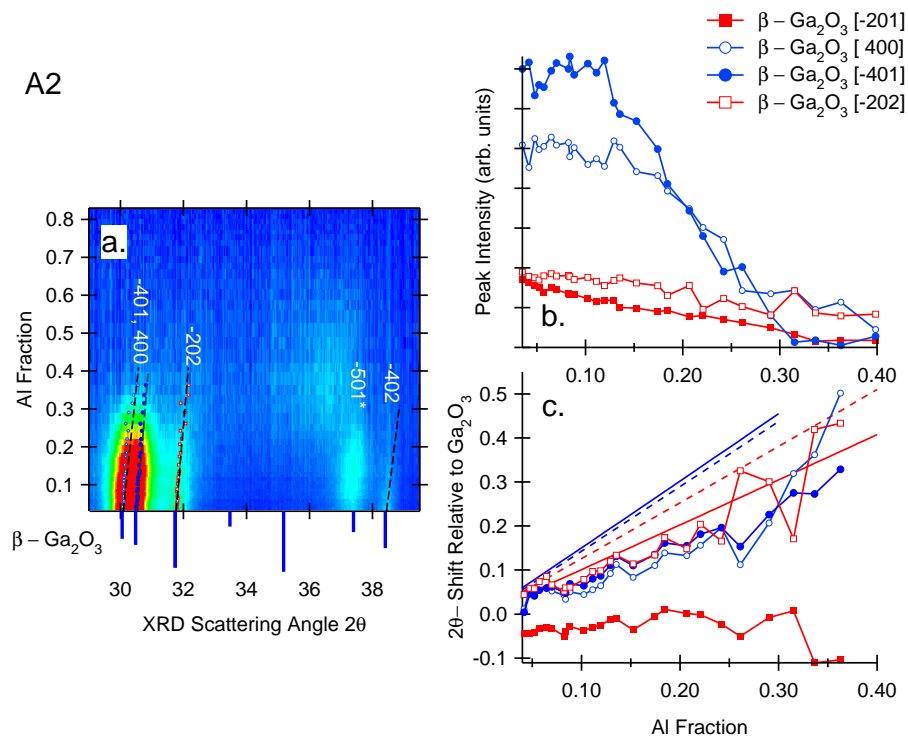 A2
β – Ga2O3 [-201]
β – Ga2O3 [ 400]
β – Ga2O3 [-401]
β – Ga2O3 [-202]
a.
Al Fraction
0.8
0.7
0.6
0.5
0.4
0.3
0.2
0.1
-401, 400
-202
-501*
-402
β – Ga2O3
30 32 34 36 38
XRD Scattering Angle 2θ
Peak Intensity (arb. units)
b.
0.10 0.20 0.30 0.40
2θ– Shift Relative to Ga2O3
c.
0.5
0.4
0.3
0.2
0.1
0.0
-0.1
0.10 0.20 0.30 0.40
Al Fraction